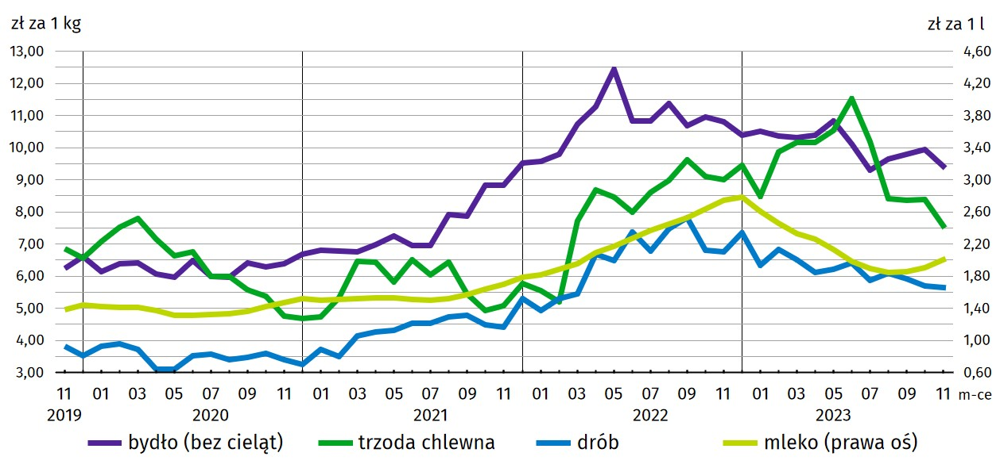 zł za 1 kg zł za 1 l
13,00 4,60
12,00 4,20
11,00 3,80
10,00 3,40
9,00 3,00
8,00 2,60
7,00 2,20
6,00 1,80
5,00 1,40
4,00 1,00
3,00 0,60
11 01 03 05 07 09 11 01 03 05 07 09 11 01 03 05 07 09 11 01 03 05 07 09 11 m-ce
2019 2020 2021 2022 2023
bydło (bez cieląt) trzoda chlewna drób mleko (prawa oś)